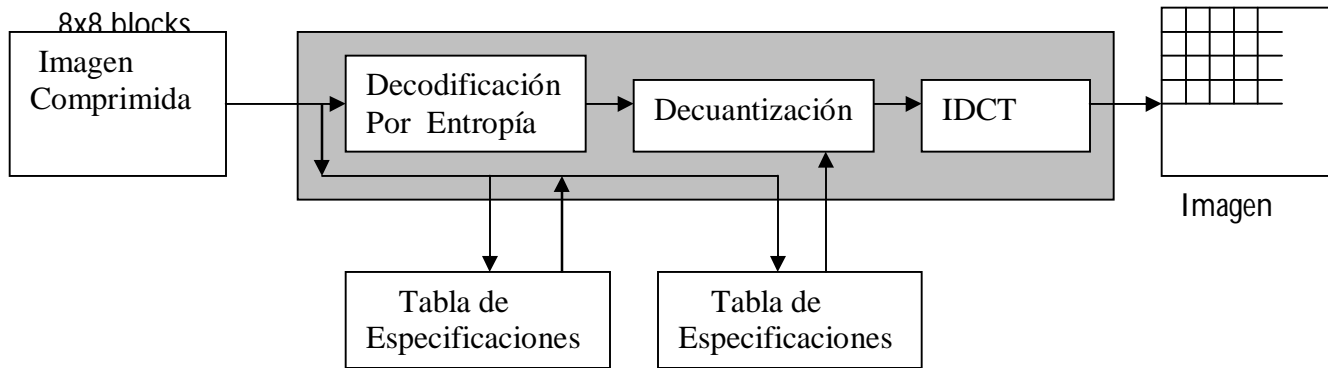 8x8 blocks
Imagen
Comprimida
Decodificación
Por Entropía
Decuantización
IDCT
Imagen
Tabla de
Especificaciones
Tabla de
Especificaciones